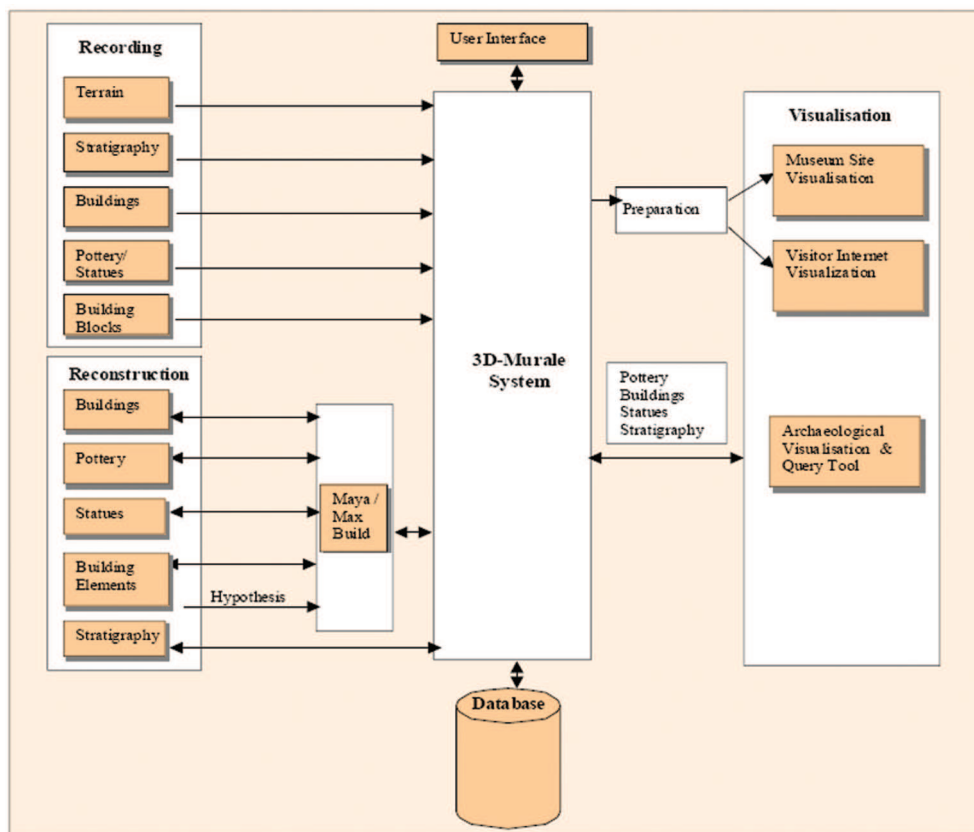 Recording
Terrain
Stratigraphy
Buildings
Pottery/
Statues
Building
Blocks
Reconstruction
Buildings
Pottery
Statues
Building
Elements
Hypothesis
Stratigraphy
Maya /
Max
Build
User Interface
3D-Murale
System
Database
Preparation
Pottery
Buildings
Statues
Stratigraphy
Visualisation
Museum Site
Visualisation
Visitor Internet
Visualization
Archaeological
Visualisation &
Query Tool